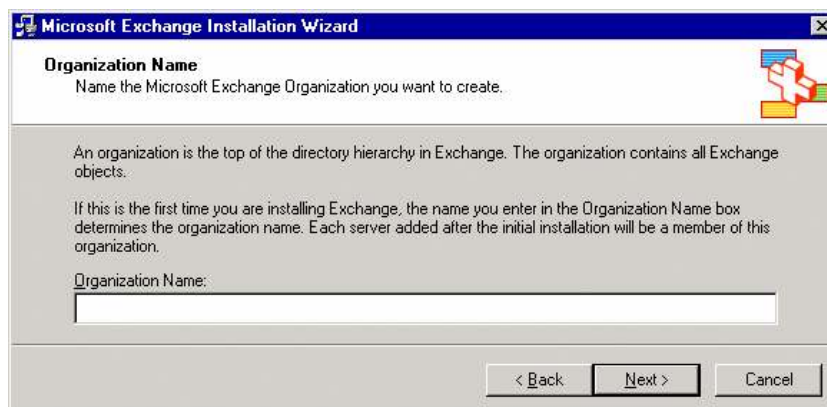 Microsoft Exchange Installation Wizard
Organization Name
Name the Microsoft Exchange Organization you want to create.
An organization is the top of the directory hierarchy in Exchange. The organization contains all Exchange
objects.
If this is the first time you are installing Exchange, the name you enter in the Organization Name box
determines the organization name. Each server added after the initial installation will be a member of this
organization.
Organization Name:
< Back Next > Cancel